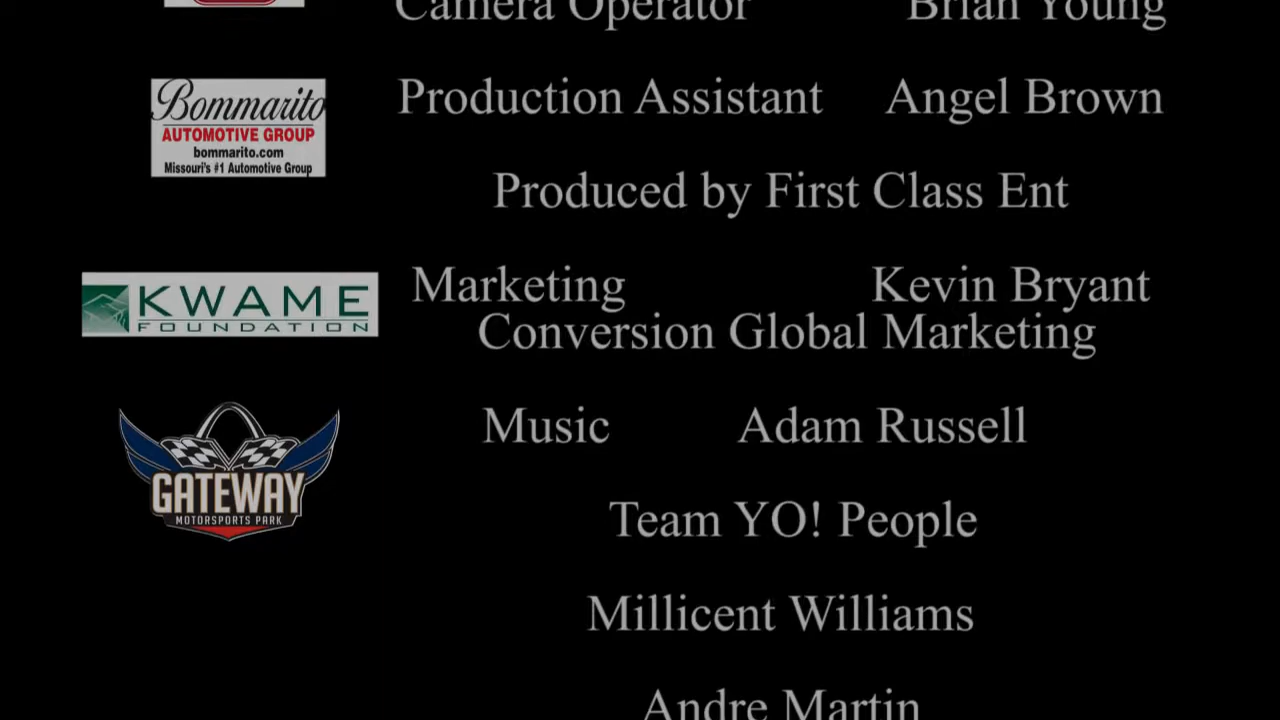 Camera Operator Brian Young
Bommarito
AUTOMOTIVE GROUP
bommarito.com
Missouri's #1 Automotive Group
Production Assistant Angel Brown
Produced by First Class Ent
KWAME
FOUNDATION
Marketing Kevin Bryant
Conversion Global Marketing
GATEWAY
MOTORSPORTS PARK
Music Adam Russell
Team YO! People
Millicent Williams
Andre Martin